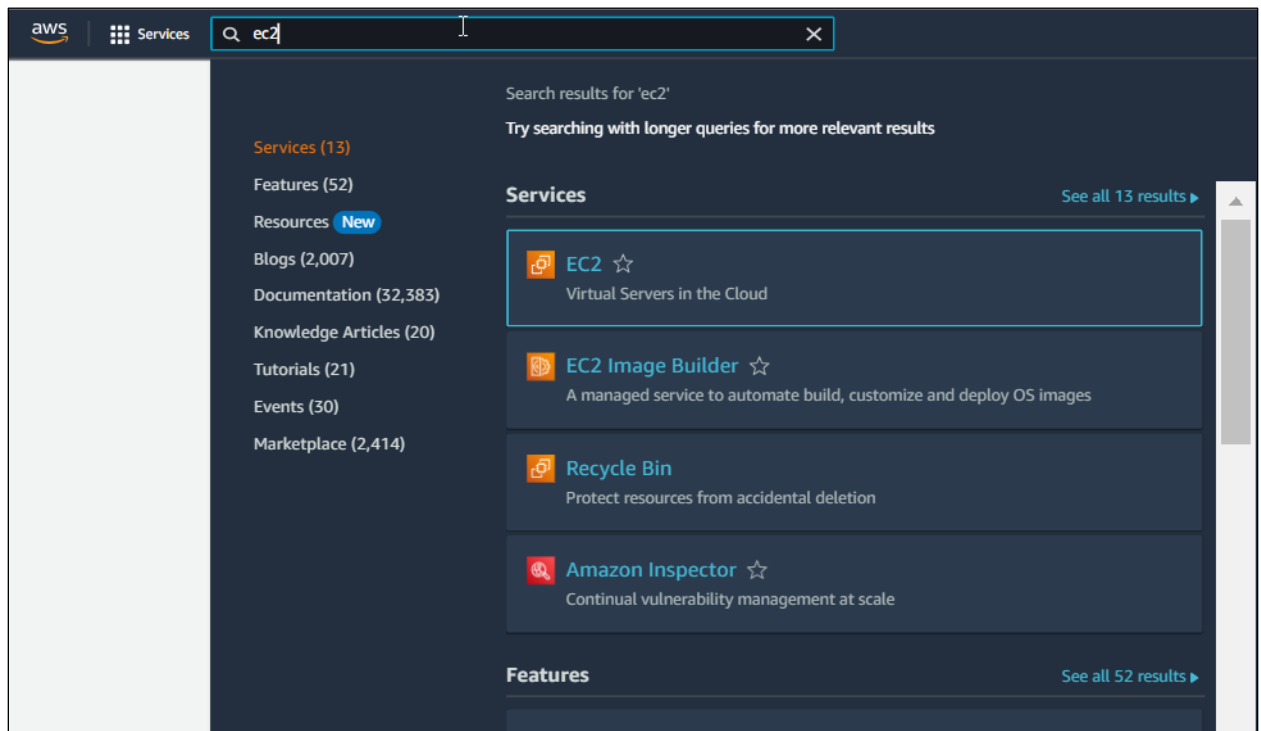 aws
Services
ec2
Search results for 'ec2'
Try searching with longer queries for more relevant results
Services (13)
Features (52)
Resources New
Blogs (2,007)
Documentation (32,383)
Knowledge Articles (20)
Tutorials (21)
Events (30)
Marketplace (2,414)
Services
See all 13 results
EC2
Virtual Servers in the Cloud
EC2 Image Builder
A managed service to automate build, customize and deploy OS images
Recycle Bin
Protect resources from accidental deletion
Amazon Inspector
Continual vulnerability management at scale
Features
See all 52 results